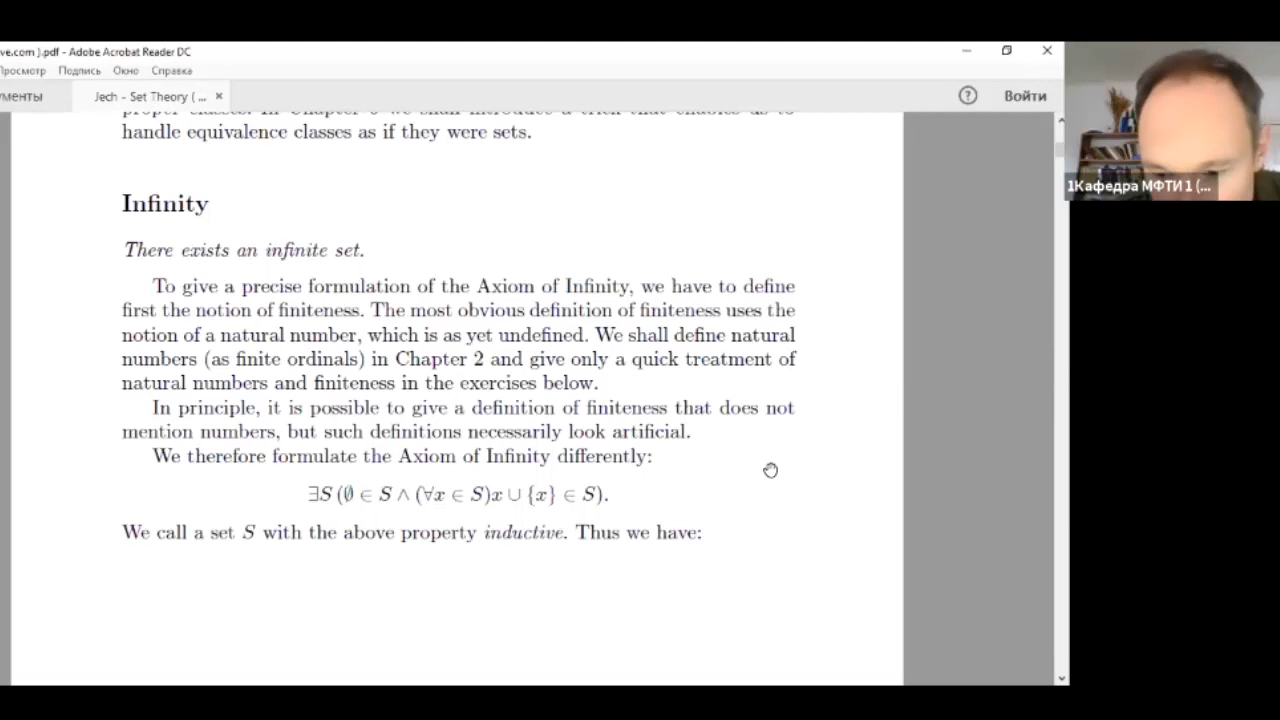 ve.com ).pdf - Adobe Acrobat Reader DC
Просмотр Подпись Окно Справка
ументы
Jech - Set Theory ( ... ×
? Войти
handle equivalence classes as if they were sets.
Infinity
There exists an infinite set.
To give a precise formulation of the Axiom of Infinity, we have to define
first the notion of finiteness. The most obvious definition of finiteness uses the
notion of a natural number, which is as yet undefined. We shall define natural
numbers (as finite ordinals) in Chapter 2 and give only a quick treatment of
natural numbers and finiteness in the exercises below.
In principle, it is possible to give a definition of finiteness that does not
mention numbers, but such definitions necessarily look artificial.
We therefore formulate the Axiom of Infinity differently:
∃S (∅ ∈ S ∧ (∀x ∈ S)x ∪ {x} ∈ S).
We call a set S with the above property inductive. Thus we have:
1Кафедра МФТИ 1 (...